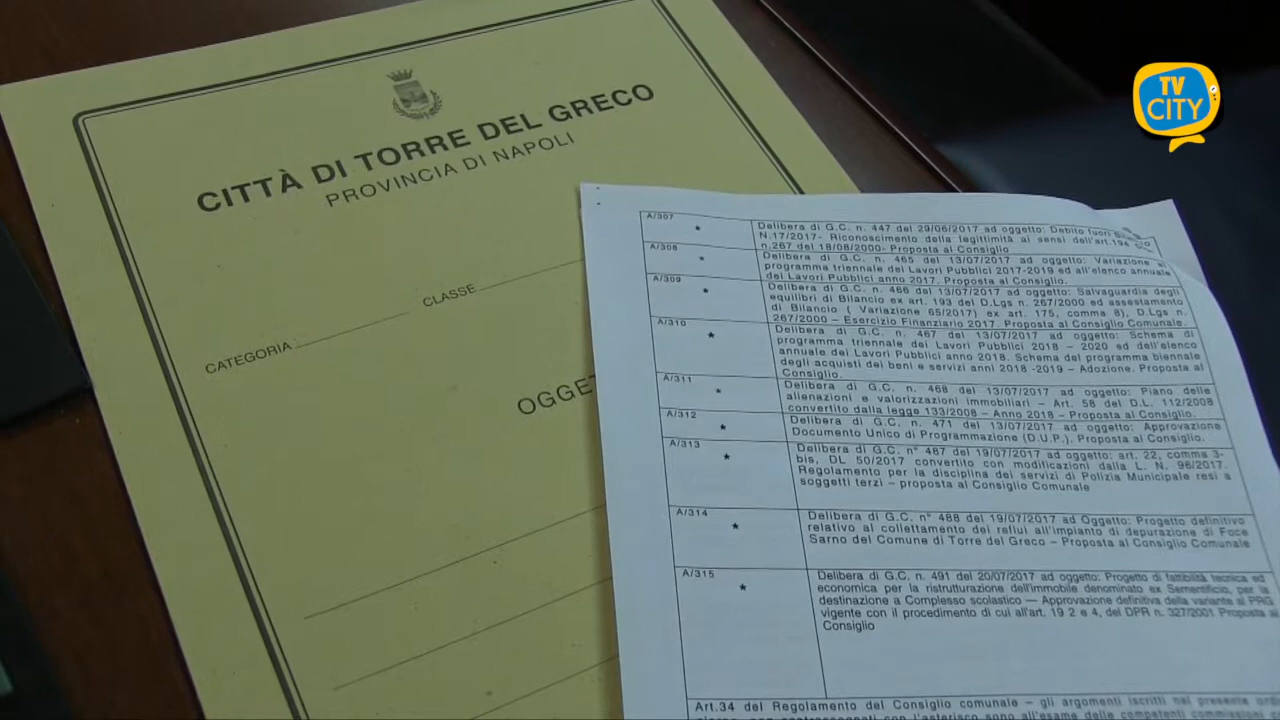 TV
CITY
CITTÀ DI TORRE DEL GRECO
PROVINCIA DI NAPOLI
CATEGORIA
CLASSE
OGGET
A/307
*
Delibera di G.C. n. 447 del 29/06/2017 ad oggetto: Debito fuori
N.17/2017- Riconoscimento della legittimità ai sensi dell'art.194
n.267 del 18/08/2000- Proposta al Consiglio
A/308
*
Delibera di G.C. n. 465 del 13/07/2017 ad oggetto: Variazione al
programma triennale dei Lavori Pubblici 2017-2019 ed all'elenco annuale
dei Lavori Pubblici anno 2017. Proposta al Consiglio.
A/309
*
Delibera di G.C. n. 466 del 13/07/2017 ad oggetto: Salvaguardia degli
equilibri di Bilancio ex art. 193 del D.Lgs n. 267/2000 ed assestamento
di Bilancio ( Variazione 65/2017) ex art. 175, comma 8), D.Lgs n.
267/2000 – Esercizio Finanziario 2017. Proposta al Consiglio Comunale.
A/310
*
Delibera di G.C. n. 467 del 13/07/2017 ad oggetto: Schema di
programma triennale dei Lavori Pubblici 2018 – 2020 ed dell'elenco
annuale dei Lavori Pubblici anno 2018. Schema del programma biennale
degli acquisti dei beni e servizi anni 2018 -2019 – Adozione. Proposta al
Consiglio.
A/311
*
Delibera di G.C. n. 468 del 13/07/2017 ad oggetto: Piano delle
alienazioni e valorizzazioni immobiliari – Art. 58 del D.L. 112/2008
convertito dalla legge 133/2008 – Anno 2018 – Proposta al Consiglio.
A/312
*
Delibera di G.C. n. 471 del 13/07/2017 ad oggetto: Approvazione
Documento Unico di Programmazione (D.U.P.). Proposta al Consiglio.
A/313
*
Delibera di G.C. n° 487 del 19/07/2017 ad oggetto: art. 22, comma 3-
bis, DL 50/2017 convertito con modificazioni dalla L. N. 96/2017.
Regolamento per la disciplina dei servizi di Polizia Municipale resi a
soggetti terzi – proposta al Consiglio Comunale
A/314
*
Delibera di G.C. n° 488 del 19/07/2017 ad Oggetto: Progetto definitivo
relativo al collettamento dei reflui all'impianto di depurazione di Foce
Sarno del Comune di Torre del Greco – Proposta al Consiglio Comunale
A/315
*
Delibera di G.C. n. 491 del 20/07/2017 ad oggetto: Progetto di fattibilità tecnica ed
economica per la ristrutturazione dell'immobile denominato ex Sementificio, per la
destinazione a Complesso scolastico — Approvazione definitiva della variante al PRG
vigente con il procedimento di cui all'art. 19 2 e 4, del DPR n. 327/2001 Proposta al
Consiglio
Art.34 del Regolamento del Consiglio comunale – gli argomenti iscritti nel presente
contrassegnati con l'asterisco sono all'esame delle competenti